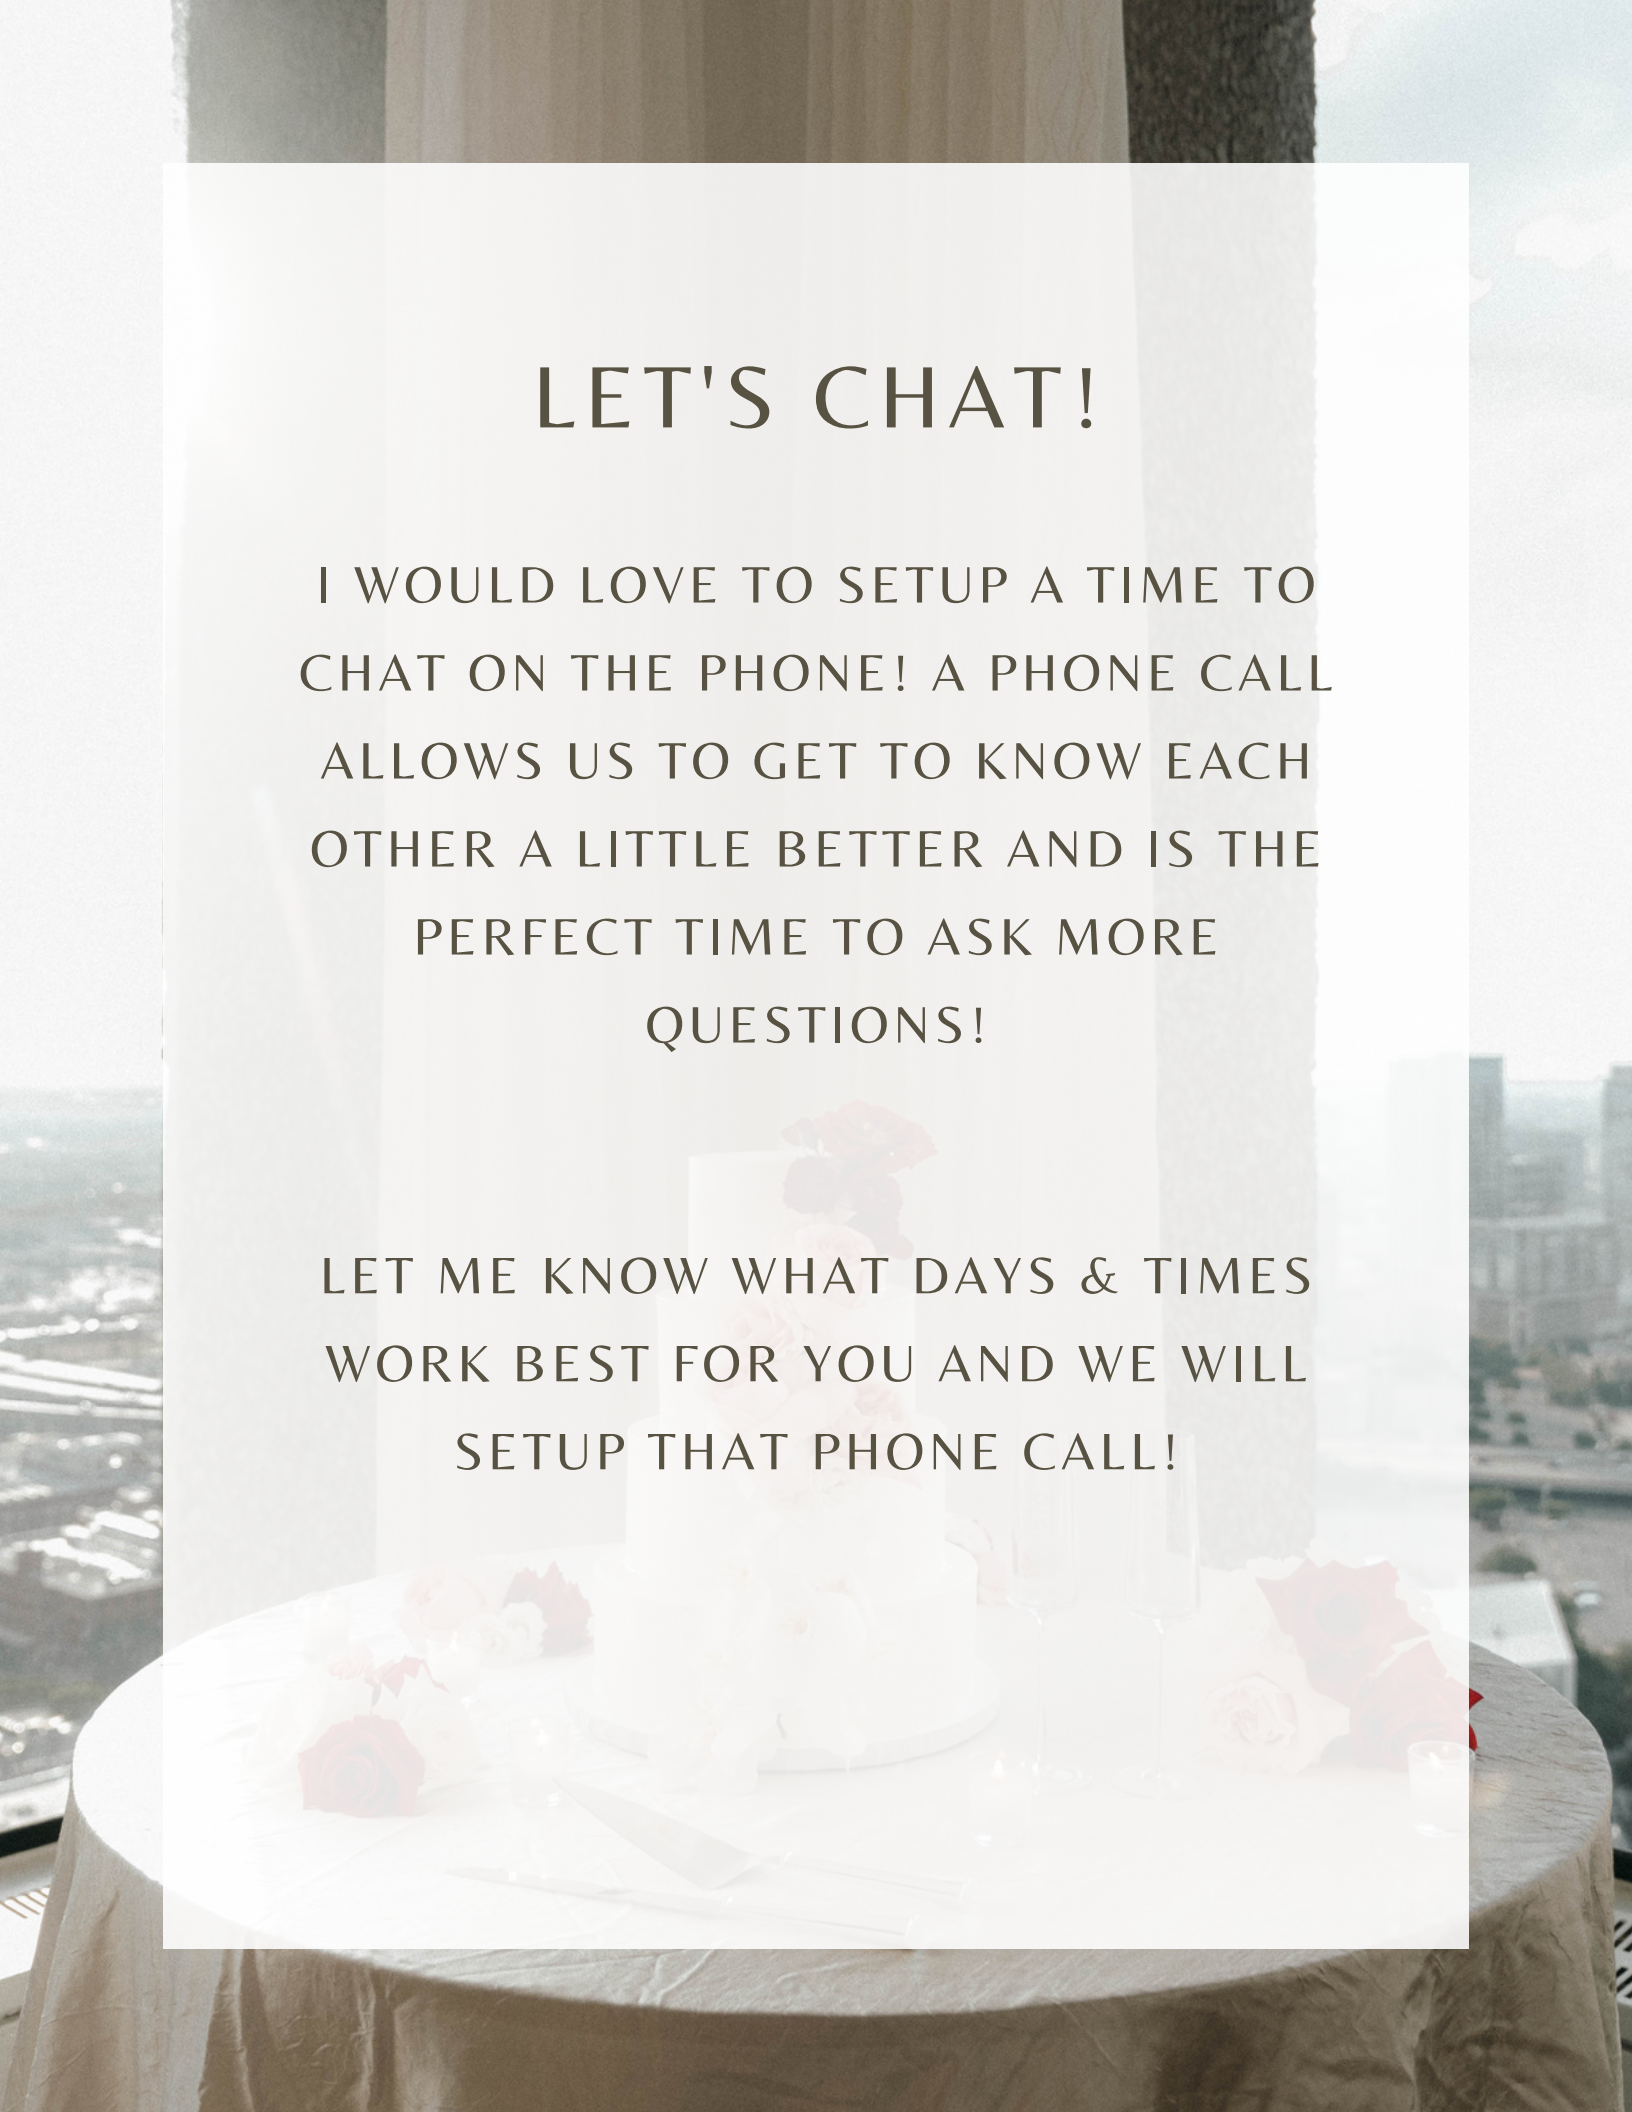 LET'S CHAT!
I WOULD LOVE TO SETUP A TIME TO
CHAT ON THE PHONE! A PHONE CALL
ALLOWS US TO GET TO KNOW EACH
OTHER A LITTLE BETTER AND IS THE
PERFECT TIME TO ASK MORE
QUESTIONS!
LET ME KNOW WHAT DAYS & TIMES
WORK BEST FOR YOU AND WE WILL
SETUP THAT PHONE CALL!